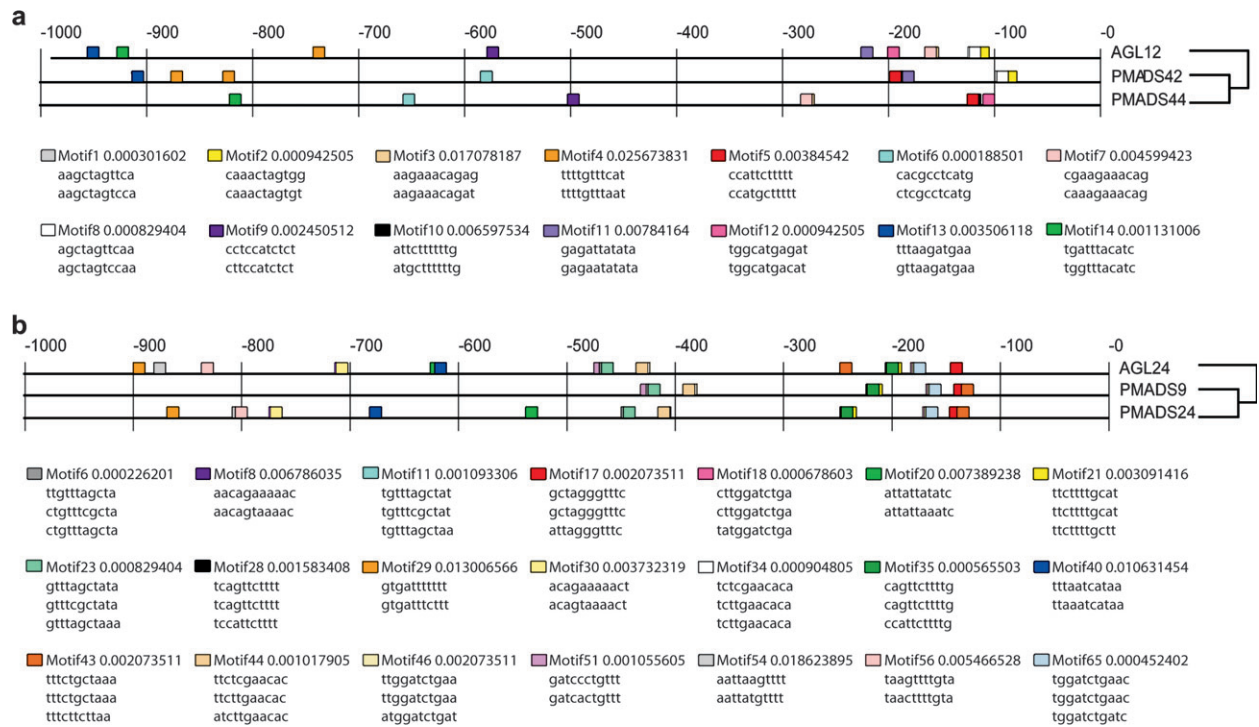 a
-1000 -900 -800 -700 -600 -500 -400 -300 -200 -100 -0
AGL12
PMADS42
PMADS44
Motif1 0.000301602 Motif2 0.000942505 Motif3 0.017078187 Motif4 0.025673831 Motif5 0.00384542 Motif6 0.000188501 Motif7 0.004599423
aagctagttca caaactagtgg aagaaacagag ttttgtttcat ccattctttttt cacgcctcatg cgaagaaacag
aagctagtcca caaactagtgt aagaaacagat ttttgtttaat ccatgcttttt ctcgcctcatg caaagaaacag
Motif8 0.000829404 Motif9 0.002450512 Motif10 0.006597534 Motif11 0.00784164 Motif12 0.000942505 Motif13 0.003506118 Motif14 0.001131006
agctagttcaa cctccatctct attcttttttg gagattatata tggcatgagat tttaagatgaa tgatttacatc
agctagtccaa cttccatctct atgcttttttg gagaatatata tggcatgacat gttaagatgaa tggtttacatc
b
-1000 -900 -800 -700 -600 -500 -400 -300 -200 -100 -0
AGL24
PMADS9
PMADS24
Motif6 0.000226201 Motif8 0.006786035 Motif11 0.001093306 Motif17 0.002073511 Motif18 0.000678603 Motif20 0.007389238 Motif21 0.003091416
ttgtttagcta aacagaaaaac tgtttagctat gctagggtttc cttggatctga attattatatc ttcttttgcat
ctgtttcgcta aacagtaaaac tgtttcgctat gctagggtttc cttggatctga attattaaatc ttcttttgcat
ctgtttagcta tgtttagctaa attagggtttc tatggatctga ttcttttgctt
Motif23 0.000829404 Motif28 0.001583408 Motif29 0.013006566 Motif30 0.003732319 Motif34 0.000904805 Motif35 0.000565503 Motif40 0.010631454
gtttagctata tcagttctttt gtgattttttt acagaaaaact tctcgaacaca cagttcttttg tttaatcataa
gtttcgctata tcagttctttt gtgatttcttt acagtaaaact tcttgaacaca cagttcttttg ttaaatcataa
gtttagctaaa tccattctttt tcttgaacaca ccattcttttg
Motif43 0.002073511 Motif44 0.001017905 Motif46 0.002073511 Motif51 0.001055605 Motif54 0.018623895 Motif56 0.005466528 Motif65 0.000452402
tttctgctaaa ttctcgaacac ttggatctgaa gatccctgttt aattaagtttt taagttttgta tggatctgaac
tttctgctaaa ttcttgaacac ttggatctgaa gatcactgttt aattatgtttt taacttttgta tggatctgaac
tttcttcttaa atcttgaacac atggatctgat tggatctgatc